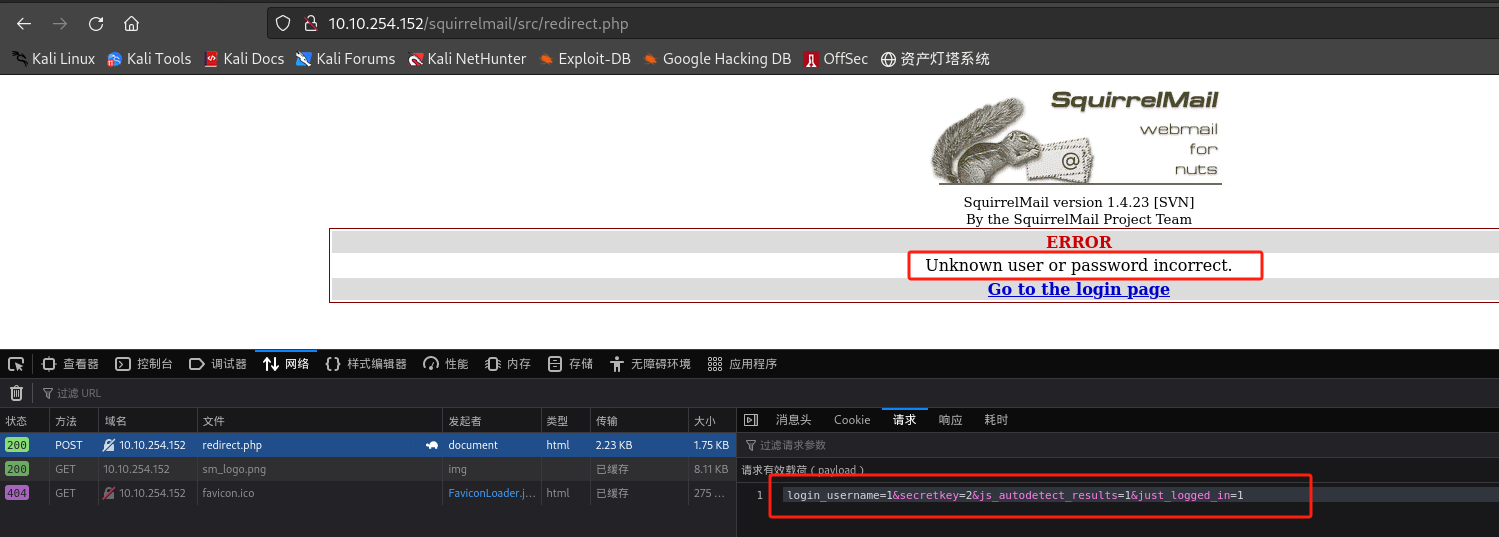 10.10.254.152/squirrelmail/src/redirect.php
Kali Linux Kali Tools Kali Docs Kali Forums Kali NetHunter Exploit-DB Google Hacking DB OffSec 资产灯塔系统
SquirrelMail
webmail
for
nuts
SquirrelMail version 1.4.23 [SVN]
By the SquirrelMail Project Team
ERROR
Unknown user or password incorrect.
Go to the login page
查看器 控制台 调试器 网络 样式编辑器 性能 内存 存储 无障碍环境 应用程序
过滤 URL
状态 方法 域名 文件 发起者 类型 传输 大小
200 POST 10.10.254.152 redirect.php document html 2.23 KB 1.75 KB
200 GET 10.10.254.152 sm_logo.png img 已缓存 8.11 KB
404 GET 10.10.254.152 favicon.ico FaviconLoader.j... html 已缓存 275 ...
消息头 Cookie 请求 响应 耗时
过滤请求参数
请求有效载荷（payload）
1 login_username=1&secretkey=2&js_autodetect_results=1&just_logged_in=1